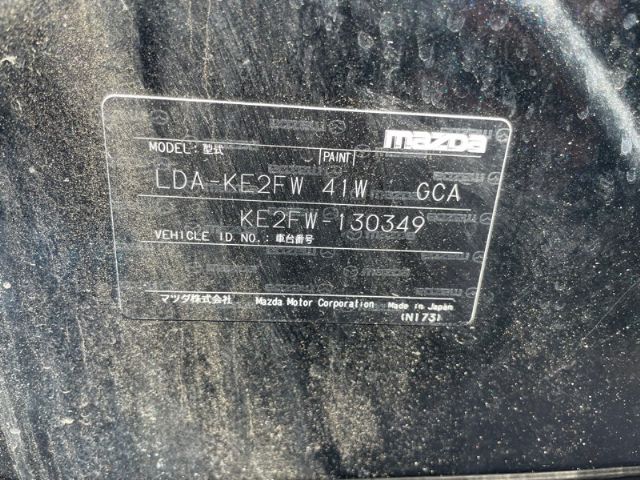 mazda
MODEL : 型式 PAINT
LDA-KE2FW 41W GCA
KE2FW-130349
VEHICLE ID NO. : 車台番号
マツダ株式会社 Mazda Motor Corporation Made in Japan
(N173)